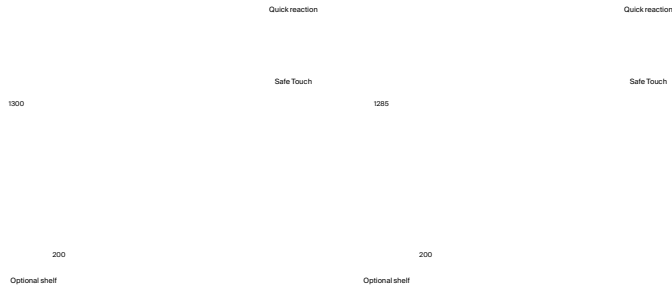 Quick reaction
Quick reaction
Safe Touch
Safe Touch
1300
1285
200
200
Optional shelf
Optional shelf